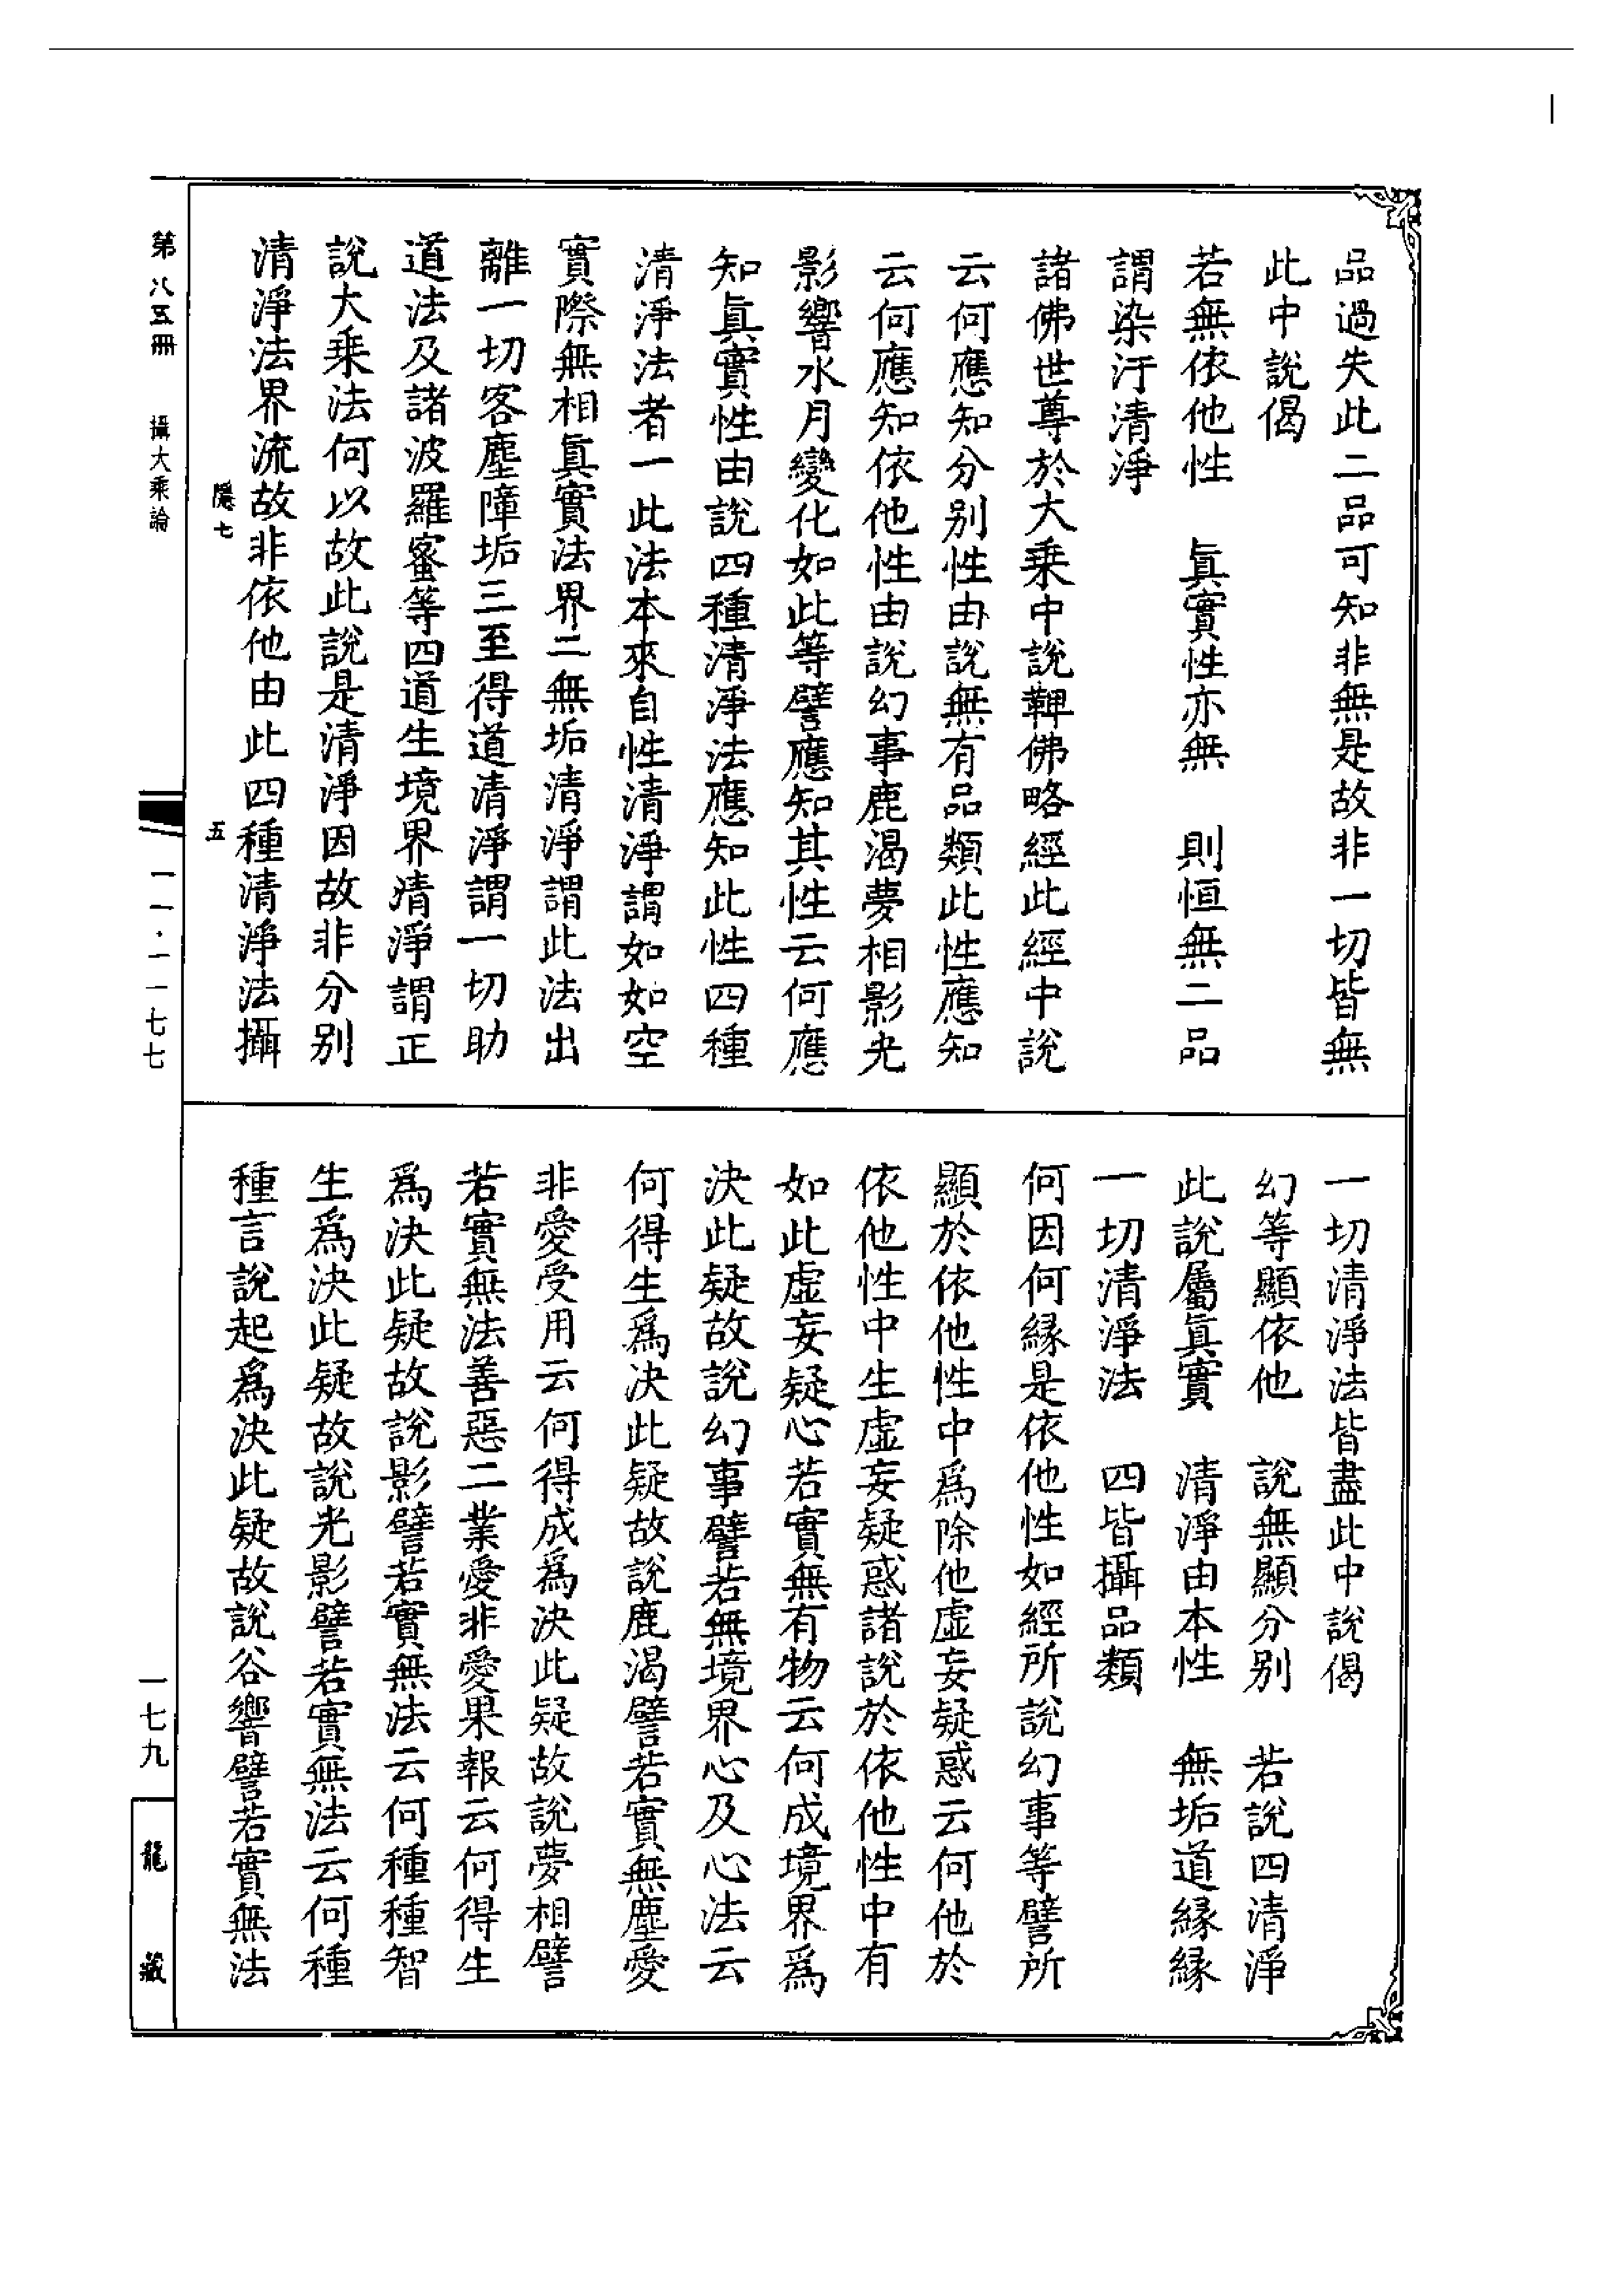 品過失此二品可知非無是故非一切皆無
此中說偈
若無依他性　眞實性亦無　則恒無二品
謂染汙清淨
諸佛世尊於大乘中說鞞佛略經此經中說
云何應知分別性由說無有品類此性應知
云何應知依他性由說幻事鹿渴夢相影光
影響水月變化如此等譬應知其性云何應
知眞實性由說四種清淨法應知此性四種
清淨法者一此法本來自性清淨謂如如空
實際無相眞實法界二無垢清淨謂此法出
離一切客塵障垢三至得道清淨謂一切助
道法及諸波羅蜜等四道生境界清淨謂正
說大乘法何以故此說是清淨因故非分別
清淨法界流故非依他由此四種清淨法攝
一切清淨法皆盡此中說偈
幻等顯依他　說無顯分別　若說四清淨
此說屬眞實　清淨由本性　無垢道緣緣
一切清淨法　四皆攝品類
何因何緣是依他性如經所說幻事等譬所
顯於依他性中爲除他虛妄疑惑云何他於
依他性中生虛妄疑惑諸說於依他性中有
如此虛妄疑心若實無有物云何成境界爲
決此疑故說幻事譬若無境界心及心法云
何得生爲決此疑故說鹿渴譬若實無塵愛
非愛受用云何得成爲決此疑故說夢相譬
若實無法善惡二業愛非愛果報云何得生
爲決此疑故說影譬若實無法云何種種智
生爲決此疑故說光影譬若實無法云何種
種言說起爲決此疑故說谷響譬若實無法
隱七　五
第八五冊　攝大乘論　一一·一一七七　一七九
龍藏